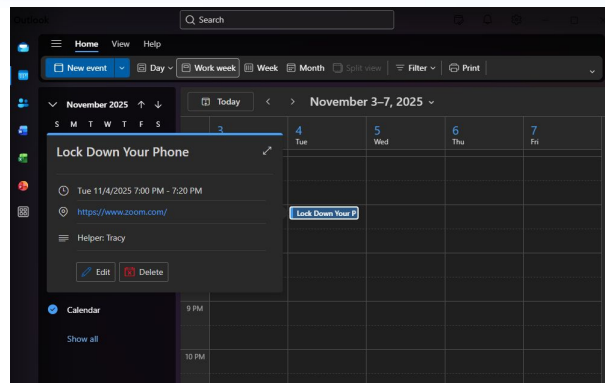 Outlook
Search
Home View Help
New event Day Work week Week Month Split view Filter Print
November 2025
S M T W T F S
Today November 3–7, 2025
3
4
Tue
5
Wed
6
Thu
7
Fri
Lock Down Your Phone
Tue 11/4/2025 7:00 PM - 7:20 PM
https://www.zoom.com/
Helper: Tracy
Edit Delete
Lock Down Your P
Calendar
Show all
9 PM
10 PM